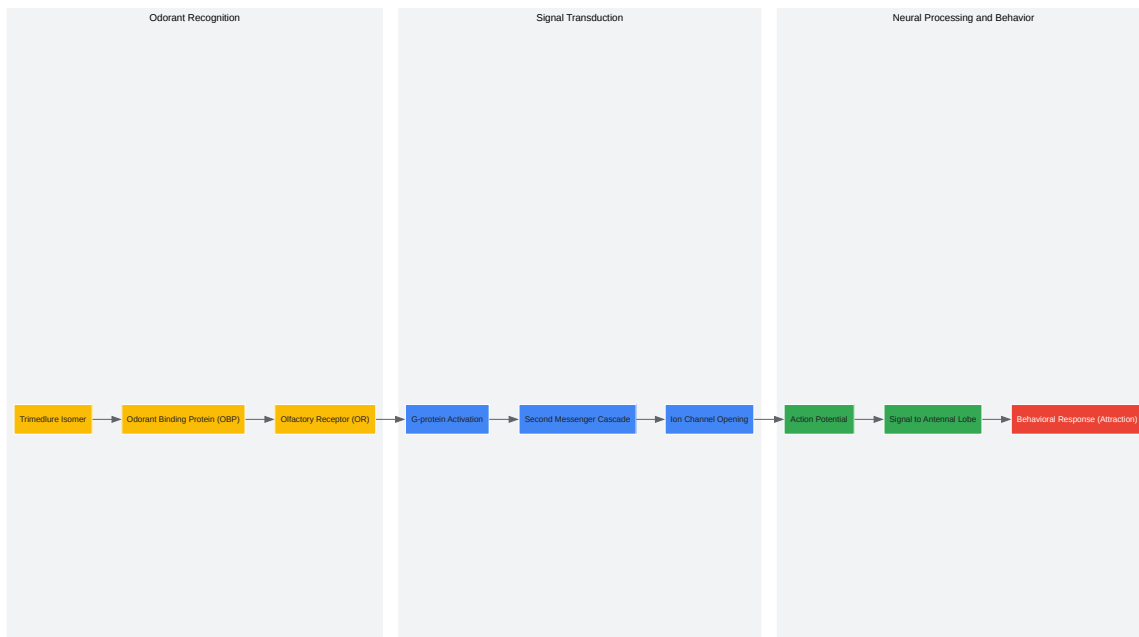 Odorant Recognition
Signal Transduction
Neural Processing and Behavior
Trimedlure Isomer
Odorant Binding Protein (OBP)
Olfactory Receptor (OR)
G-protein Activation
Second Messenger Cascade
Ion Channel Opening
Action Potential
Signal to Antennal Lobe
Behavioral Response (Attraction)